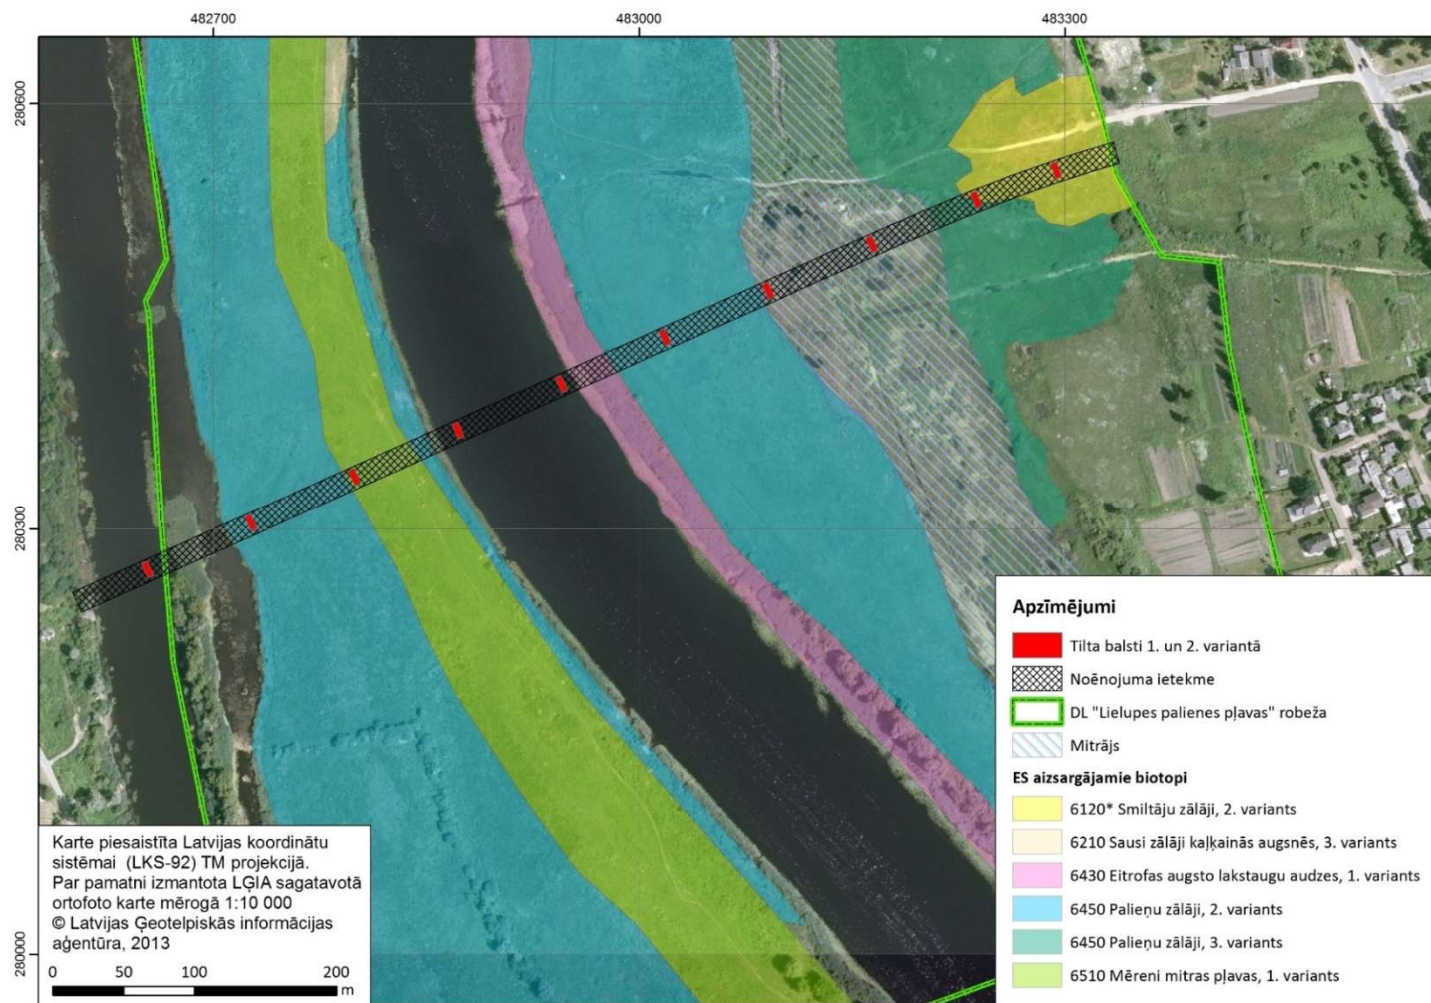 482700
483000
483300
280600
280300
280000
Apzīmējumi
Tilta balsti 1. un 2. variantā
Noēnojuma ietekme
DL "Lielupes palienes pļavas" robeža
Mitrājs
ES aizsargājamie biotopi
6120* Smiltāju zālāji, 2. variants
6210 Sausi zālāji kaļķainās augsnēs, 3. variants
6430 Eitrofas augsto lakstaugu audzes, 1. variants
6450 Palieņu zālāji, 2. variants
6450 Palieņu zālāji, 3. variants
6510 Mēreni mitras pļavas, 1. variants
Karte piesaistīta Latvijas koordinātu
sistēmai (LKS-92) TM projekcijā.
Par pamatni izmantota LĢIA sagatavotā
ortofoto karte mērogā 1:10 000
© Latvijas Ģeotelpiskās informācijas
aģentūra, 2013
0 50 100 200
m